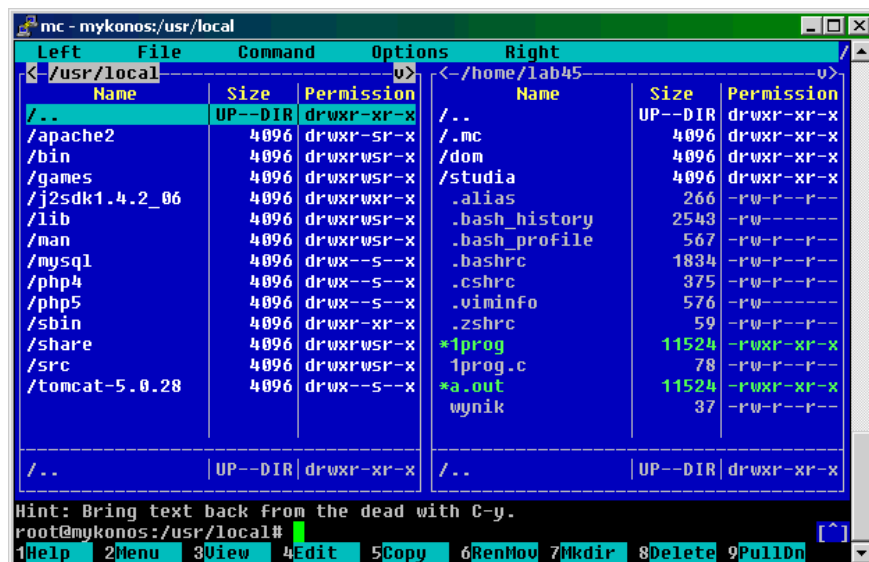 mc - mykonos:/usr/local
Left File Command Options Right /
<- /usr/local v> <-/home/lab45 v>
Name Size Permission Name Size Permission
/.. UP--DIR drwxr-xr-x /.. UP--DIR drwxr-xr-x
/apache2 4096 drwxr-sr-x /.mc 4096 drwxr-xr-x
/bin 4096 drwxrwsr-x /dom 4096 drwxr-xr-x
/games 4096 drwxrwsr-x /studia 4096 drwxr-xr-x
/j2sdk1.4.2_06 4096 drwxrwxr-x .alias 266 -rw-r--r--
/lib 4096 drwxrwsr-x .bash_history 2543 -rw-------
/man 4096 drwxrwsr-x .bash_profile 567 -rw-r--r--
/mysql 4096 drwx--s--x .bashrc 1834 -rw-r--r--
/php4 4096 drwx--s--x .cshrc 375 -rw-r--r--
/php5 4096 drwx--s--x .viminfo 576 -rw-------
/sbin 4096 drwxr-xr-x .zshrc 59 -rw-r--r--
/share 4096 drwxrwsr-x *1prog 11524 -rwxr-xr-x
/src 4096 drwxrwsr-x 1prog.c 78 -rw-r--r--
/tomcat-5.0.28 4096 drwx--s--x *a.out 11524 -rwxr-xr-x
wynik 37 -rw-r--r--
/.. UP--DIR drwxr-xr-x /.. UP--DIR drwxr-xr-x
Hint: Bring text back from the dead with C-y.
root@mykonos:/usr/local# [^]
1Help 2Menu 3View 4Edit 5Copy 6RenMov 7Mkdir 8Delete 9PullDn